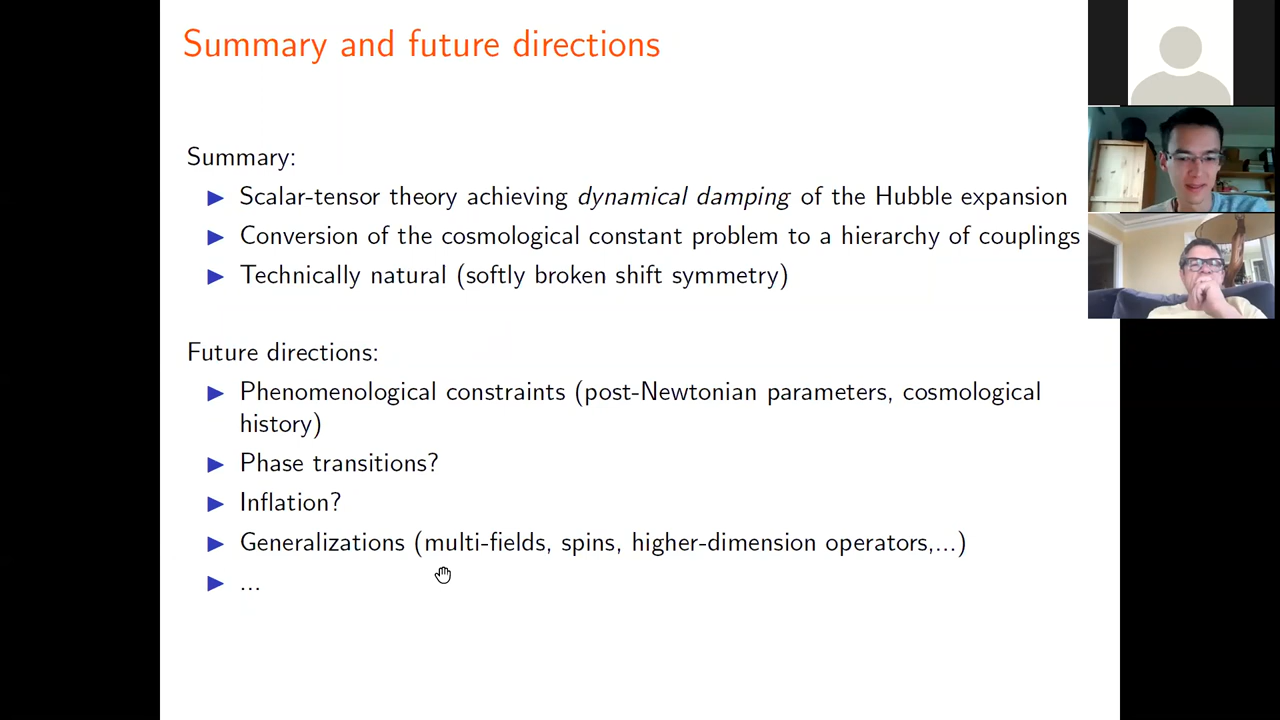 Summary and future directions
Summary:
▶ Scalar-tensor theory achieving dynamical damping of the Hubble expansion
▶ Conversion of the cosmological constant problem to a hierarchy of couplings
▶ Technically natural (softly broken shift symmetry)
Future directions:
▶ Phenomenological constraints (post-Newtonian parameters, cosmological
history)
▶ Phase transitions?
▶ Inflation?
▶ Generalizations (multi-fields, spins, higher-dimension operators,...)
▶ ...